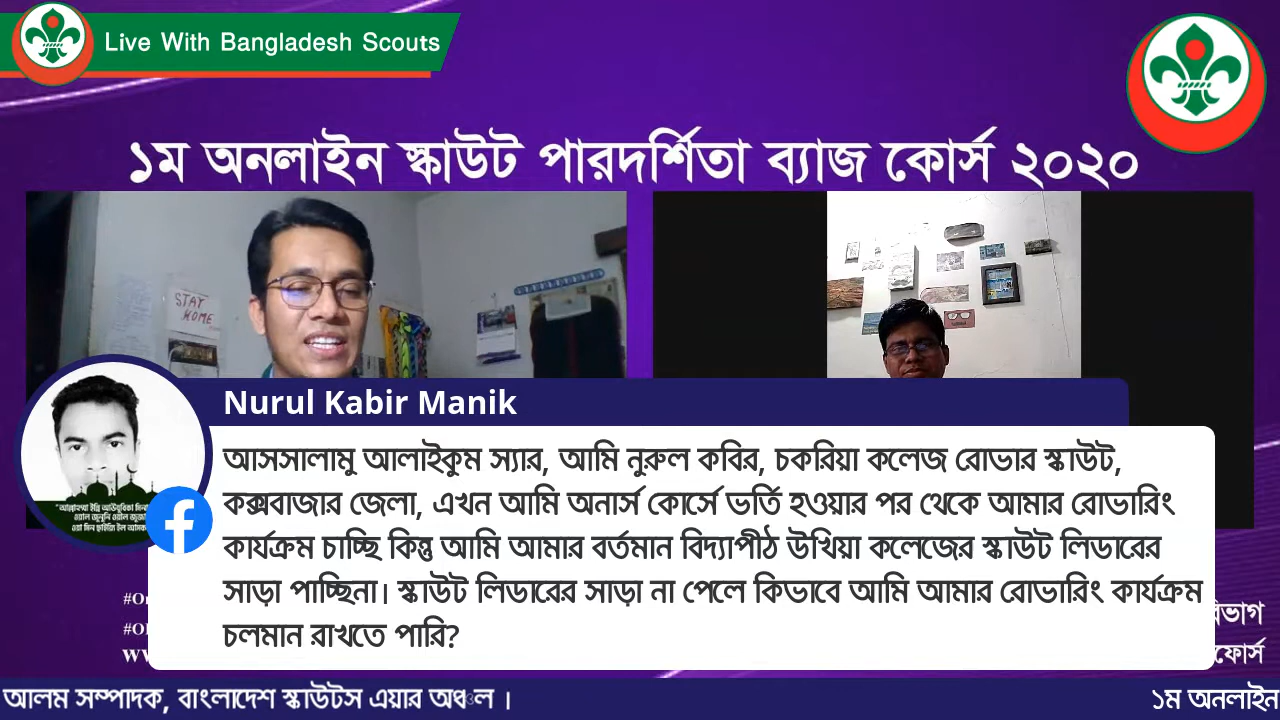 Live With Bangladesh Scouts
১ম অনলাইন স্কাউট পারদর্শিতা ব্যাজ কোর্স ২০২০
STAY
HOME
Nurul Kabir Manik
আসসালামু আলাইকুম স্যার, আমি নুরুল কবির, চকরিয়া কলেজ রোভার স্কাউট,
কক্সবাজার জেলা, এখন আমি অনার্স কোর্সে ভর্তি হওয়ার পর থেকে আমার রোভারিং
কার্যক্রম চাচ্ছি কিন্তু আমি আমার বর্তমান বিদ্যাপীঠ উখিয়া কলেজের স্কাউট লিডারের
সাড়া পাচ্ছিনা। স্কাউট লিডারের সাড়া না পেলে কিভাবে আমি আমার রোভারিং কার্যক্রম
চলমান রাখতে পারি?
আলম সম্পাদক, বাংলাদেশ স্কাউটস এয়ার অঞ্চল । ১ম অনলাইন